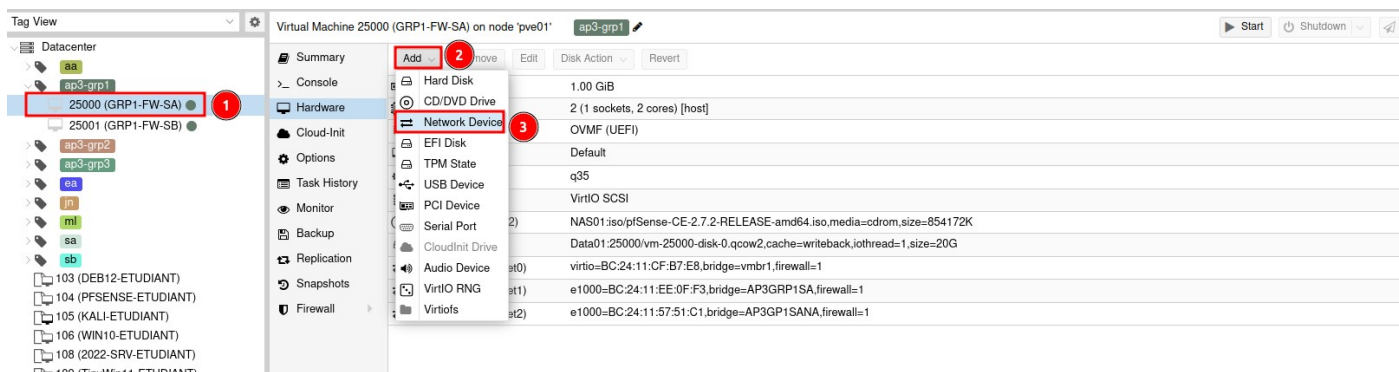 Tag View
Virtual Machine 25000 (GRP1-FW-SA) on node 'pve01' ap3-grp1
Start Shutdown
Datacenter
aa
ap3-grp1
25000 (GRP1-FW-SA) 1
25001 (GRP1-FW-SB)
ap3-grp2
ap3-grp3
ea
jn
ml
sa
sb
103 (DEB12-ETUDIANT)
104 (PFSENSE-ETUDIANT)
105 (KALI-ETUDIANT)
106 (WIN10-ETUDIANT)
108 (2022-SRV-ETUDIANT)
Summary
Console
Hardware
Cloud-Init
Options
Task History
Monitor
Backup
Replication
Snapshots
Firewall
Add 2 Edit Disk Action Revert
Hard Disk
CD/DVD Drive
Network Device 3
EFI Disk
TPM State
USB Device
PCI Device
Serial Port
CloudInit Drive
Audio Device
VirtIO RNG
Virtiofs
1.00 GiB
2 (1 sockets, 2 cores) [host]
OVMF (UEFI)
Default
q35
VirtIO SCSI
2) NAS01:iso/pfSense-CE-2.7.2-RELEASE-amd64.iso,media=cdrom,size=854172K
Data01:25000/vm-25000-disk-0.qcow2,cache=writeback,iothread=1,size=20G
et0) virtio=BC:24:11:CF:B7:E8,bridge=vmbr1,firewall=1
et1) e1000=BC:24:11:EE:0F:F3,bridge=AP3GRP1SA,firewall=1
et2) e1000=BC:24:11:57:51:C1,bridge=AP3GP1SANA,firewall=1